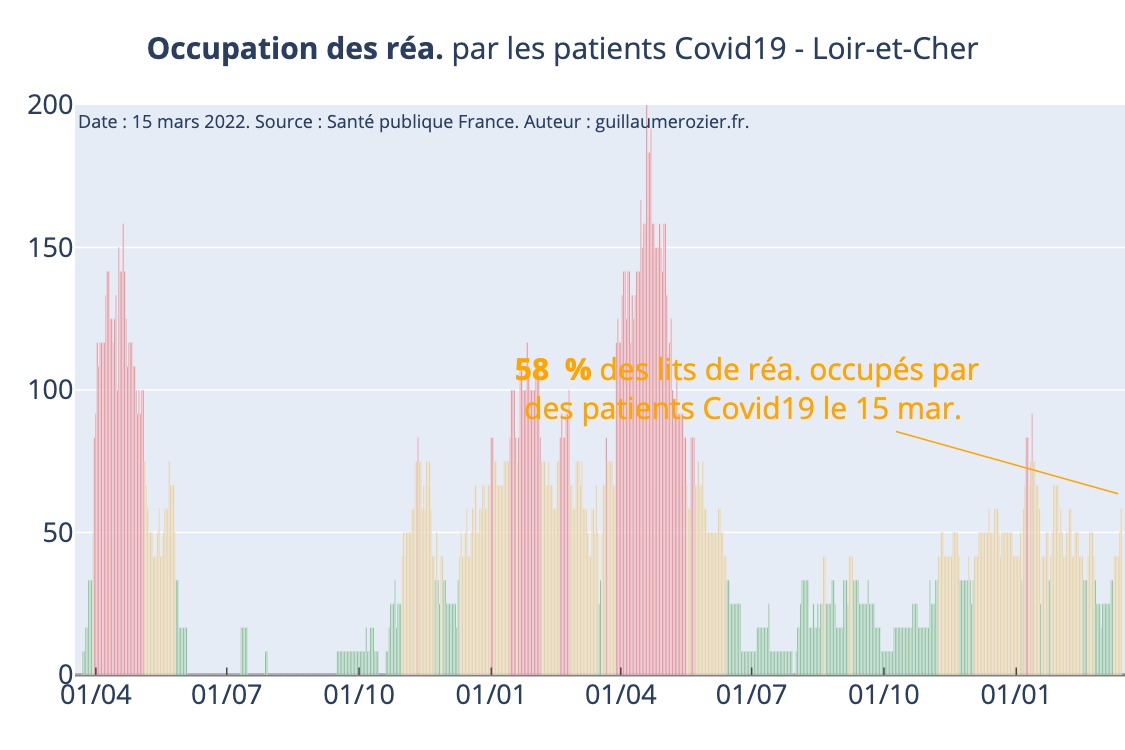 Occupation des réa. par les patients Covid19 - Loir-et-Cher
200
Date : 15 mars 2022. Source : Santé publique France. Auteur : guillaumerozier.fr.
150
100
58 % des lits de réa. occupés par
des patients Covid19 le 15 mar.
50
0
01/04 01/07 01/10 01/01 01/04 01/07 01/10 01/01